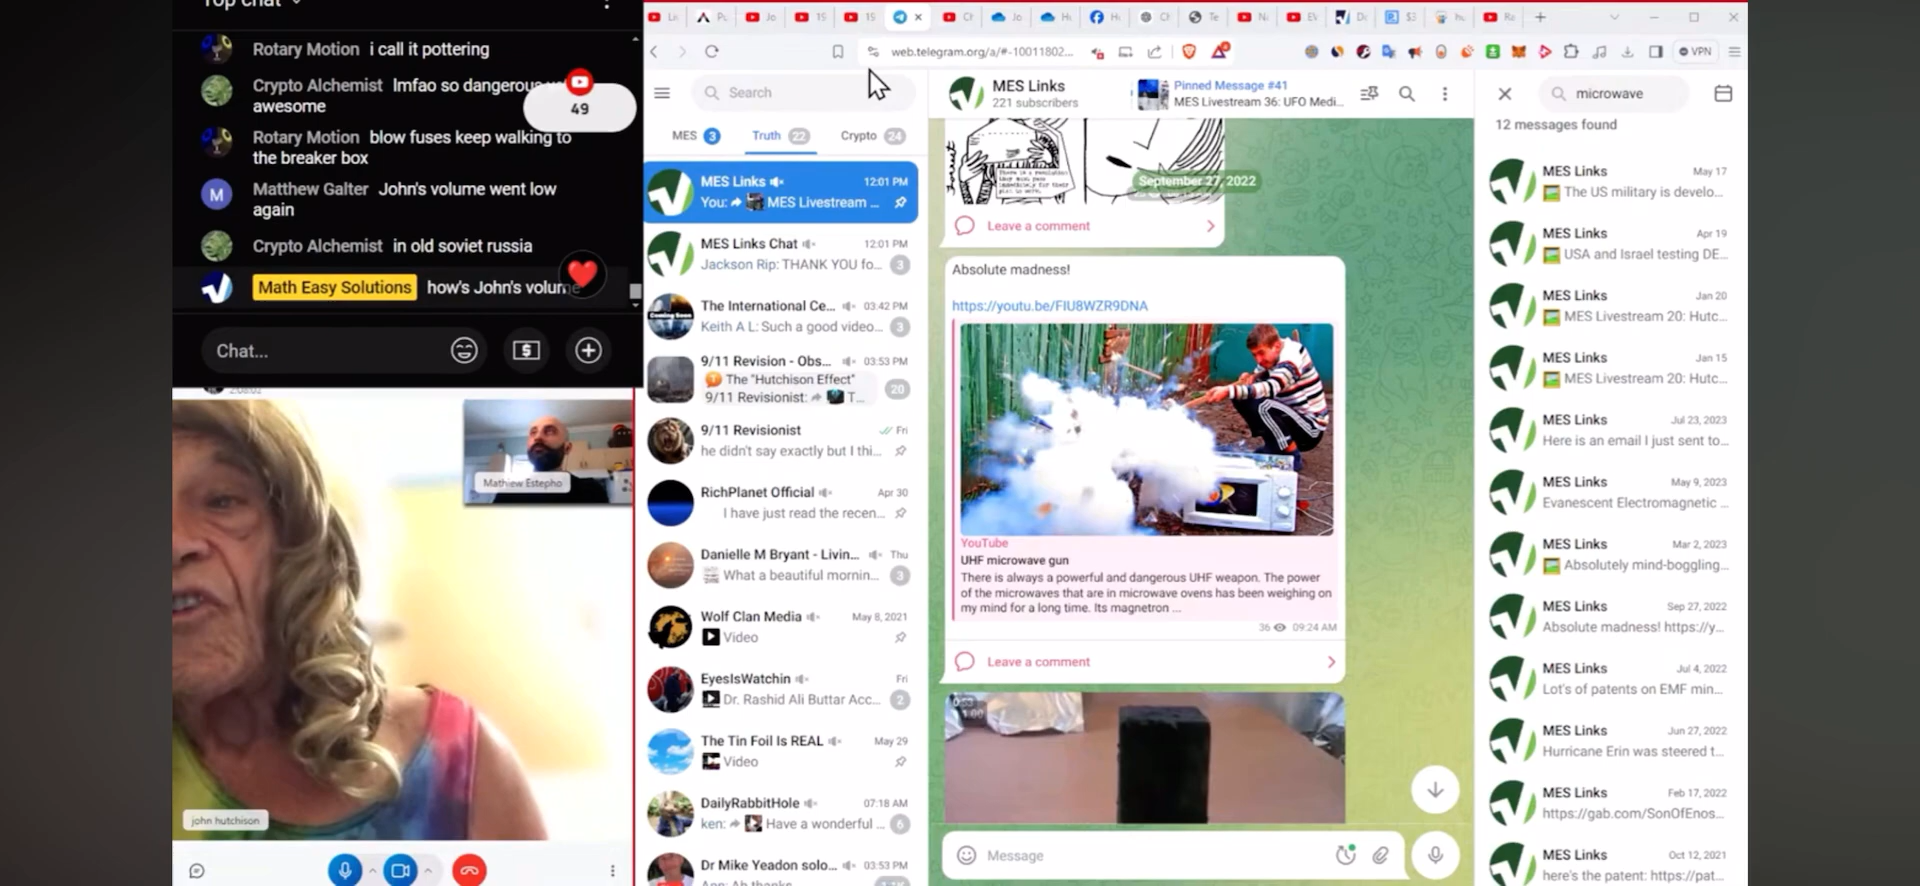 Top chat
Rotary Motion i call it pottering
Crypto Alchemist lmfao so dangerous
awesome
49
Rotary Motion blow fuses keep walking to
the breaker box
Matthew Galter John's volume went low
again
Crypto Alchemist in old soviet russia
Math Easy Solutions how's John's volume
Chat...
Mathiew Estepho
john hutchison
web.telegram.org/a/#-10011802...
VPN
Search
MES 3
Truth 22
Crypto 24
MES Links 12:01 PM
You: MES Livestream ...
MES Links Chat 12:01 PM
Jackson Rip: THANK YOU fo... 3
The International Ce... 03:42 PM
Keith A L: Such a good video... 3
9/11 Revision - Obs... 03:53 PM
The "Hutchison Effect"
9/11 Revisionist: T... 20
9/11 Revisionist Fri
he didn't say exactly but I thi...
RichPlanet Official Apr 30
I have just read the recen...
Danielle M Bryant - Livin... Thu
What a beautiful mornin... 3
Wolf Clan Media May 8, 2021
Video
EyesIsWatchin Fri
Dr. Rashid Ali Buttar Acc... 2
The Tin Foil Is REAL May 29
Video
DailyRabbitHole 07:18 AM
ken: Have a wonderful ... 6
Dr Mike Yeadon solo... 03:53 PM
MES Links
221 subscribers
Pinned Message #41
MES Livestream 36: UFO Medi...
September 27, 2022
Leave a comment
Absolute madness!
https://youtu.be/FIU8WZR9DNA
YouTube
UHF microwave gun
There is always a powerful and dangerous UHF weapon. The power
of the microwaves that are in microwave ovens has been weighing on
my mind for a long time. Its magnetron ...
36 09:24 AM
Leave a comment
Message
microwave
12 messages found
MES Links May 17
The US military is develo...
MES Links Apr 19
USA and Israel testing DE...
MES Links Jan 20
MES Livestream 20: Hutc...
MES Links Jan 15
MES Livestream 20: Hutc...
MES Links Jul 23, 2023
Here is an email I just sent to...
MES Links May 9, 2023
Evanescent Electromagnetic ...
MES Links Mar 2, 2023
Absolutely mind-boggling...
MES Links Sep 27, 2022
Absolute madness! https://y...
MES Links Jul 4, 2022
Lot's of patents on EMF min...
MES Links Jun 27, 2022
Hurricane Erin was steered t...
MES Links Feb 17, 2022
https://gab.com/SonOfEnos...
MES Links Oct 12, 2021
here's the patent: https://pat...